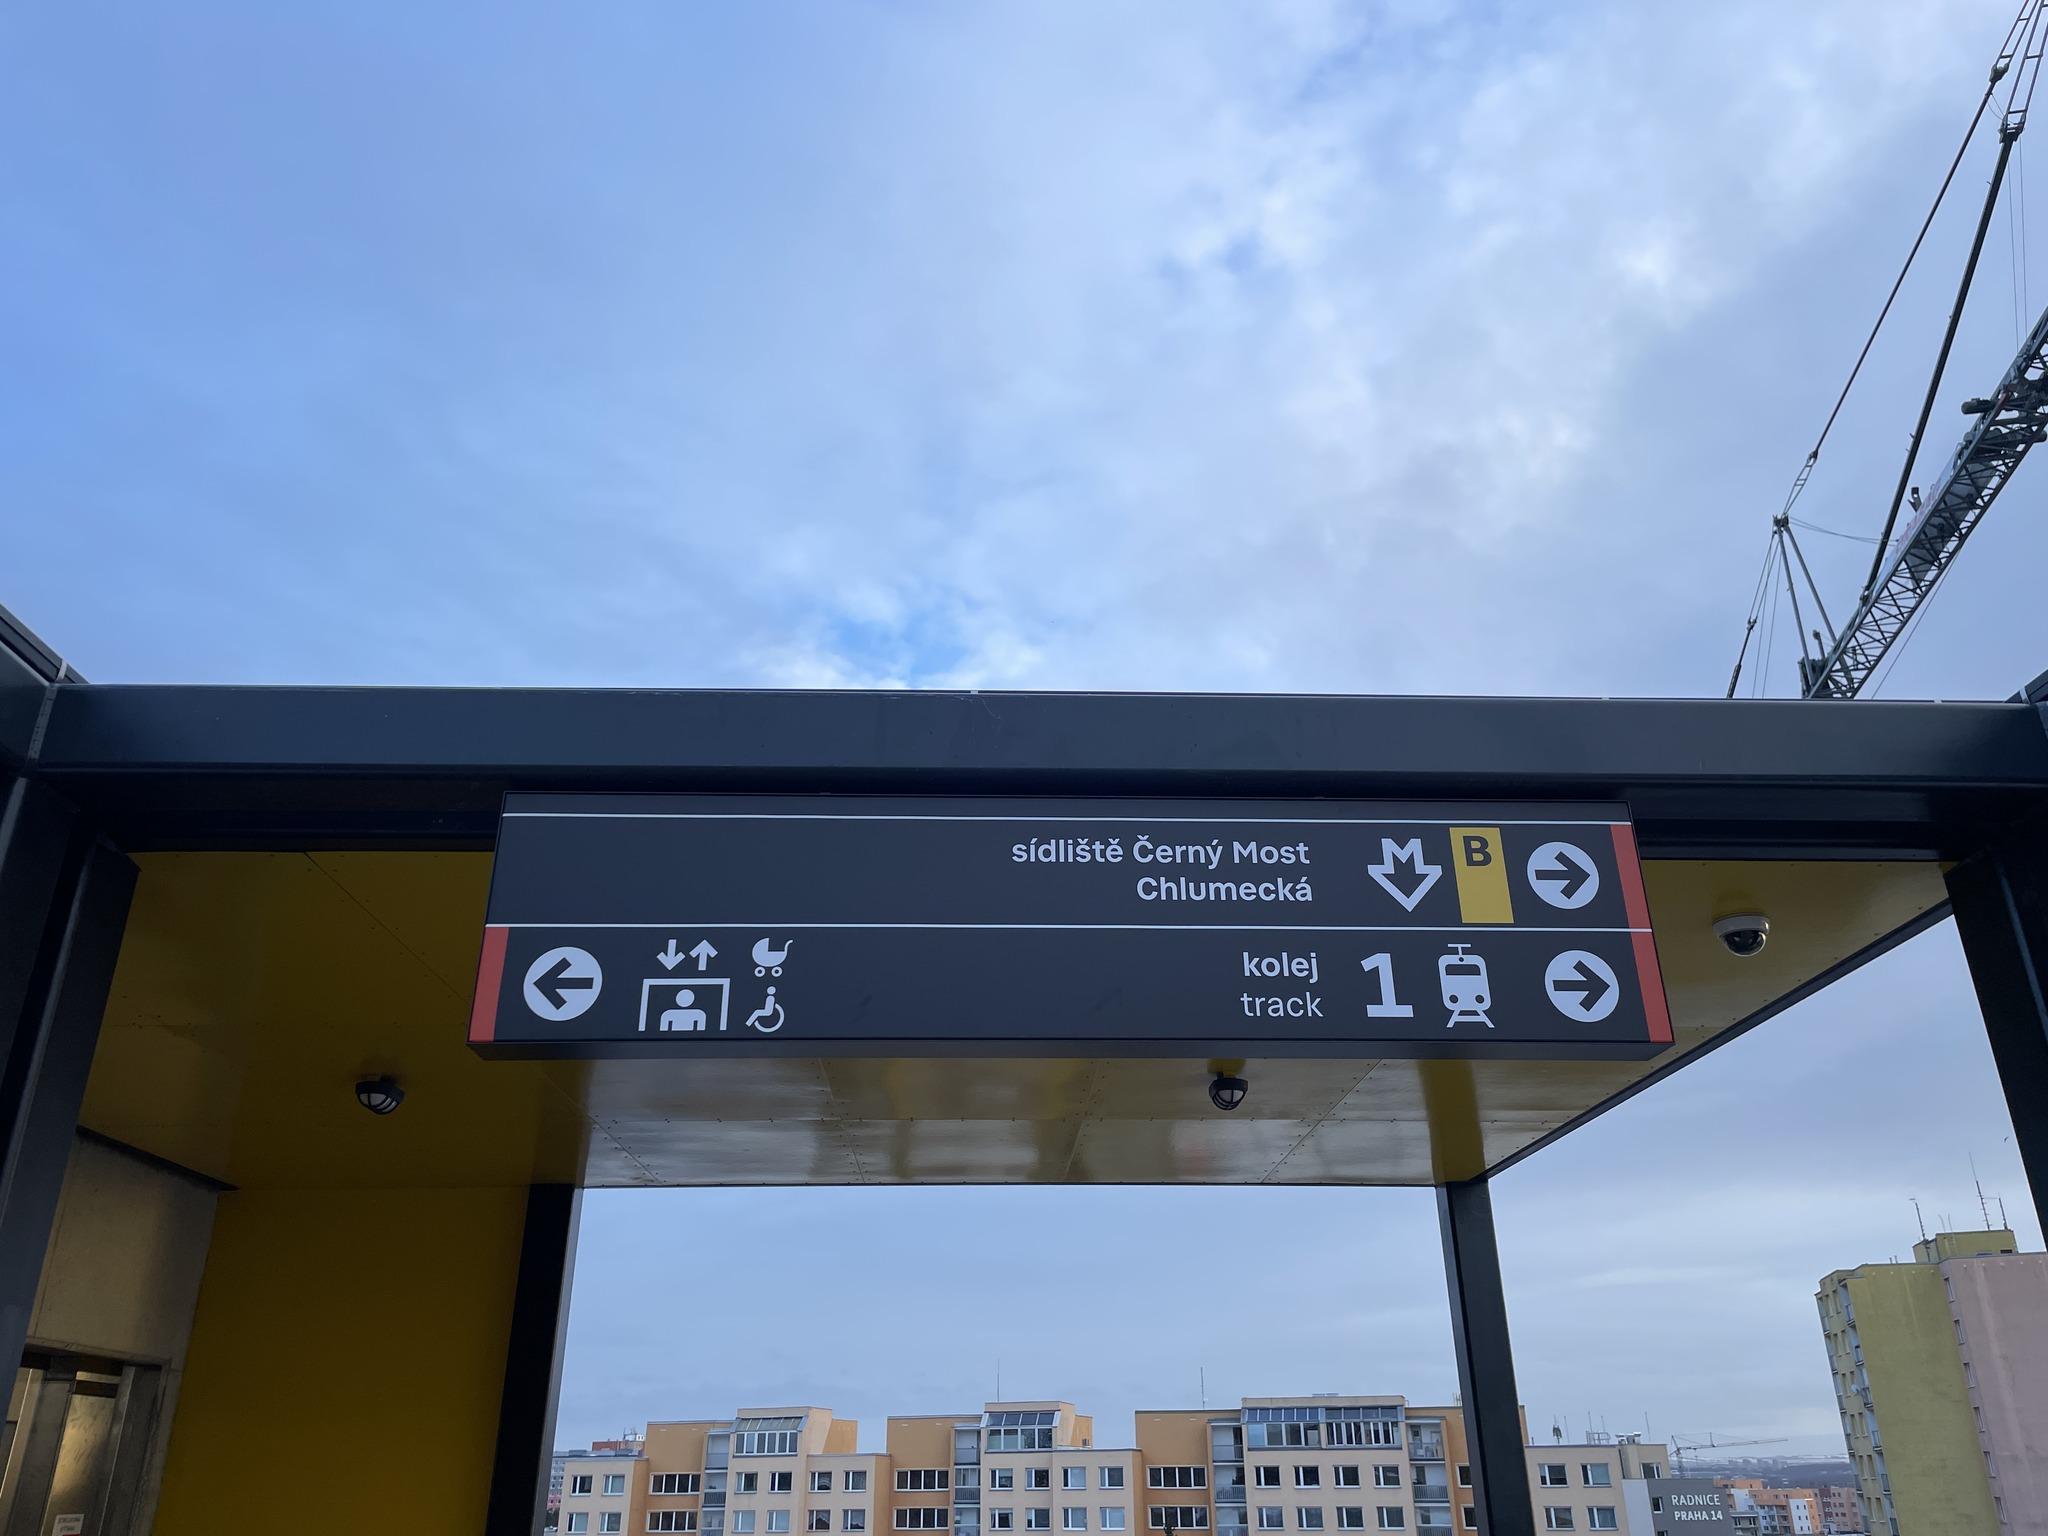 sídliště Černý Most
Chlumecká
M B
kolej
track
1
RADNICE
PRAHA 14